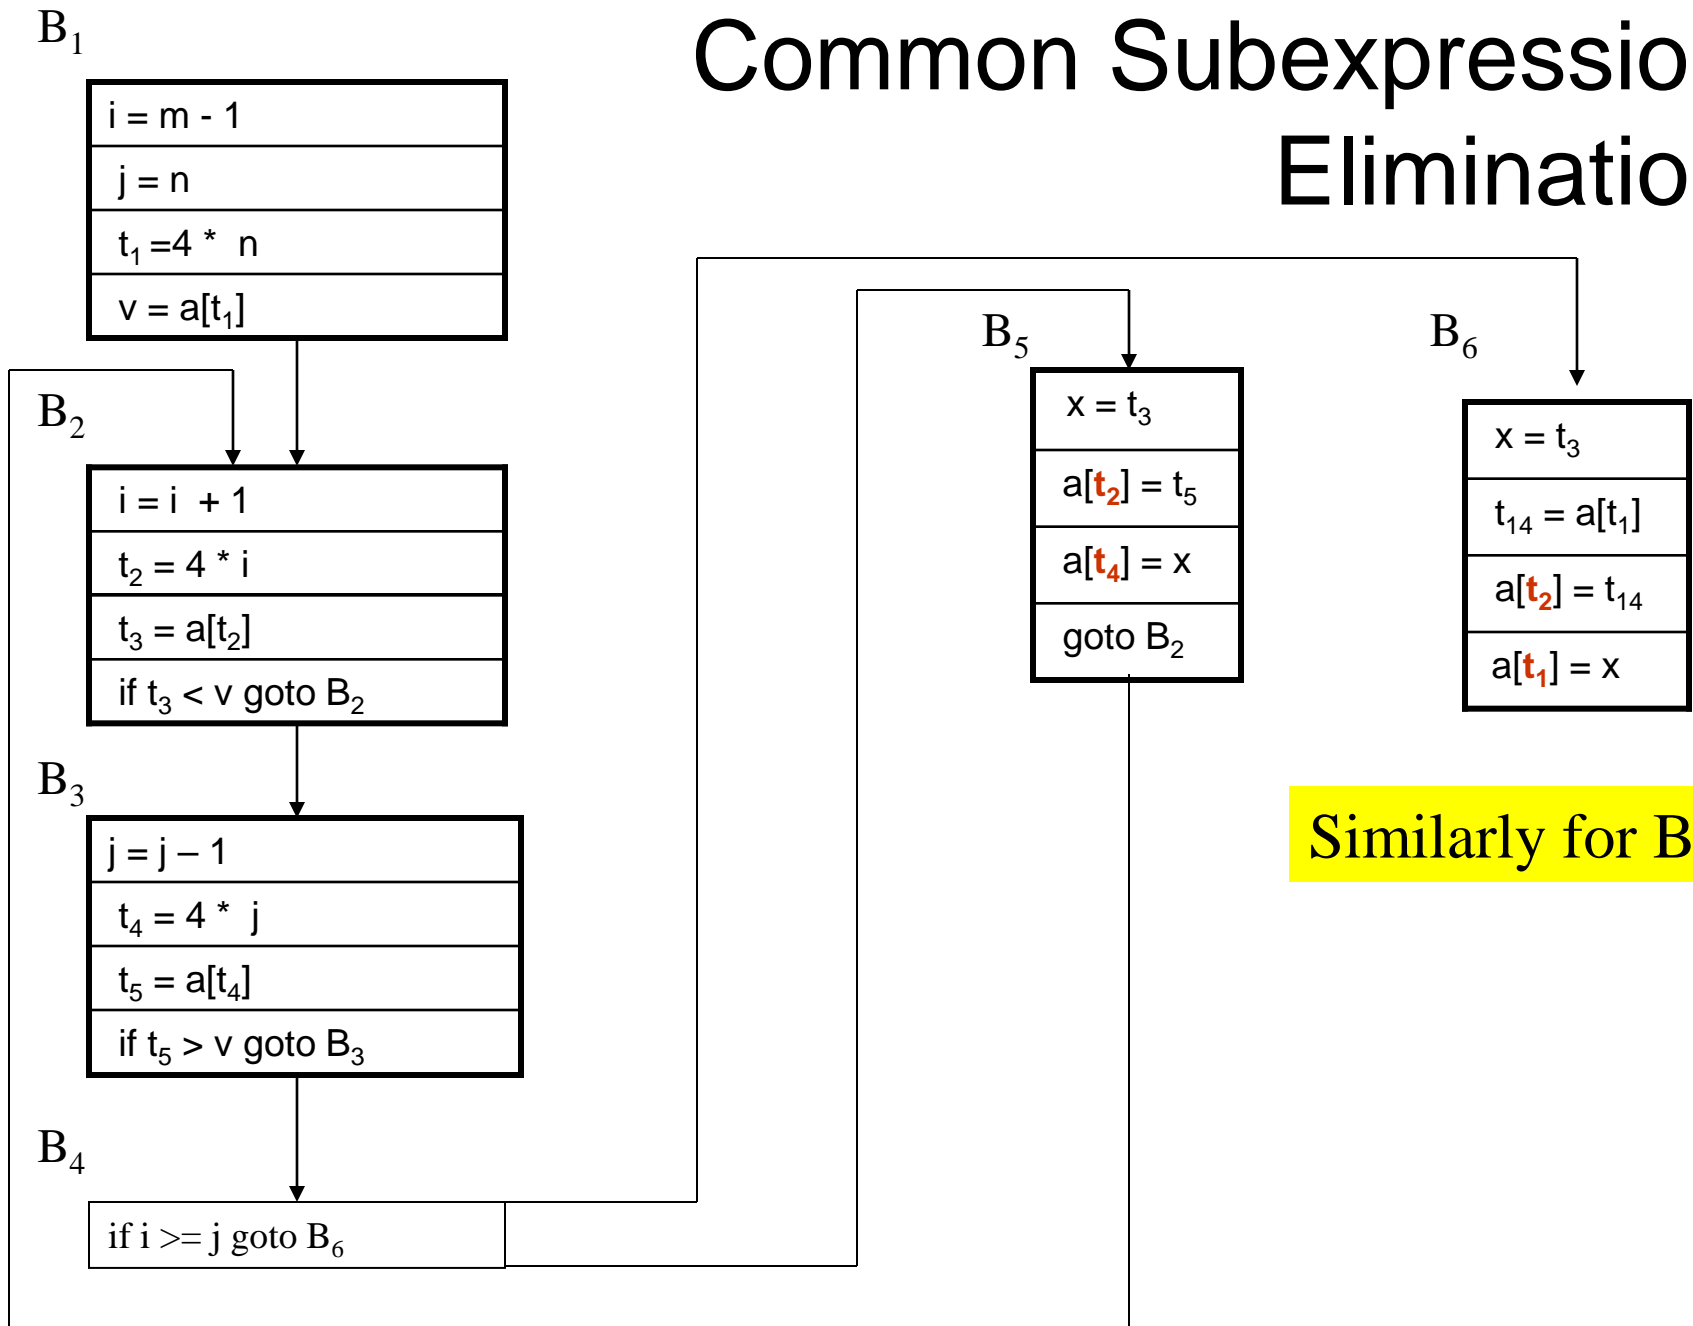 Common Subexpressio
Eliminatio
B₁
i = m - 1
j = n
t₁ =4 * n
v = a[t₁]
B₂
i = i + 1
t₂ = 4 * i
t₃ = a[t₂]
if t₃ < v goto B₂
B₃
j = j – 1
t₄ = 4 * j
t₅ = a[t₄]
if t₅ > v goto B₃
B₄
if i >= j goto B₆
B₅
x = t₃
a[t₂] = t₅
a[t₄] = x
goto B₂
B₆
x = t₃
t₁₄ = a[t₁]
a[t₂] = t₁₄
a[t₁] = x
Similarly for B